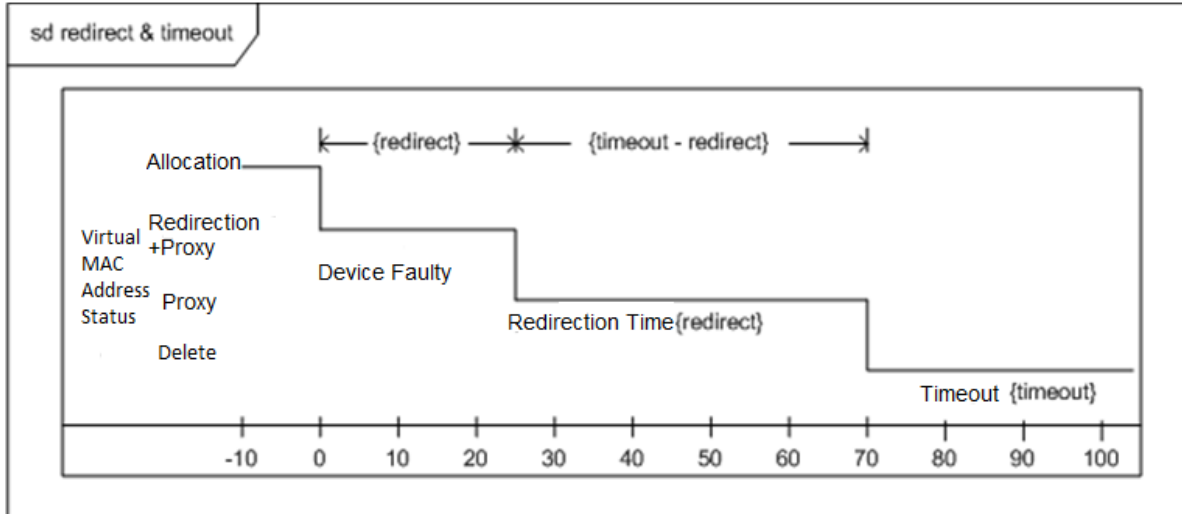 sd redirect & timeout
{redirect}
{timeout - redirect}
Allocation
Redirection
+Proxy
Virtual
MAC
Address
Status
Device Faulty
Proxy
Redirection Time{redirect}
Delete
Timeout {timeout}
-10 0 10 20 30 40 50 60 70 80 90 100